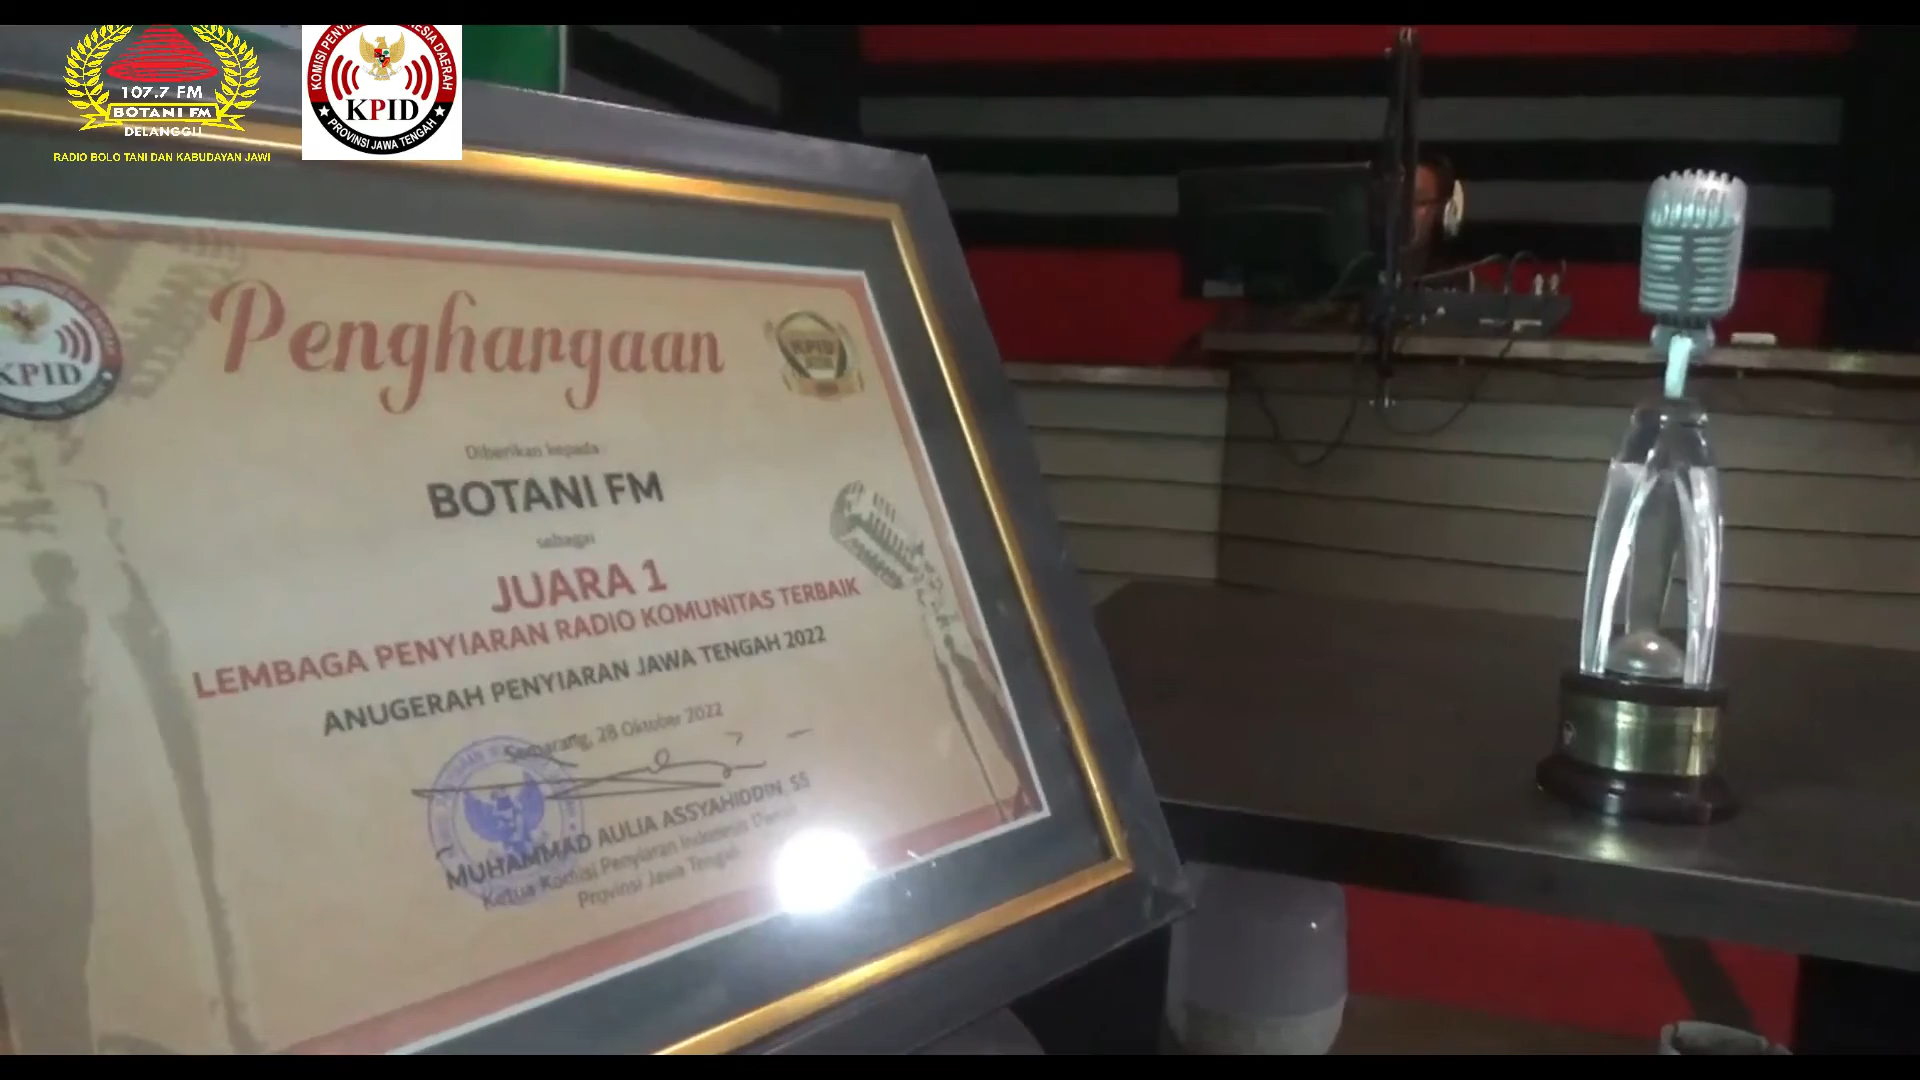 107.7 FM
BOTANI FM
DELANGGU
RADIO BOLO TANI DAN KABUDAYAN JAWI
KPID
PROVINSI JAWA TENGAH
KPID
Penghargaan
KPID
Diberikan kepada
BOTANI FM
sebagai
JUARA 1
LEMBAGA PENYIARAN RADIO KOMUNITAS TERBAIK
ANUGERAH PENYIARAN JAWA TENGAH 2022
Semarang, 28 Oktober 2022
MUHAMMAD AULIA ASSYAHIDDIN, SS
Ketua Komisi Penyiaran Indonesia Daerah
Provinsi Jawa Tengah